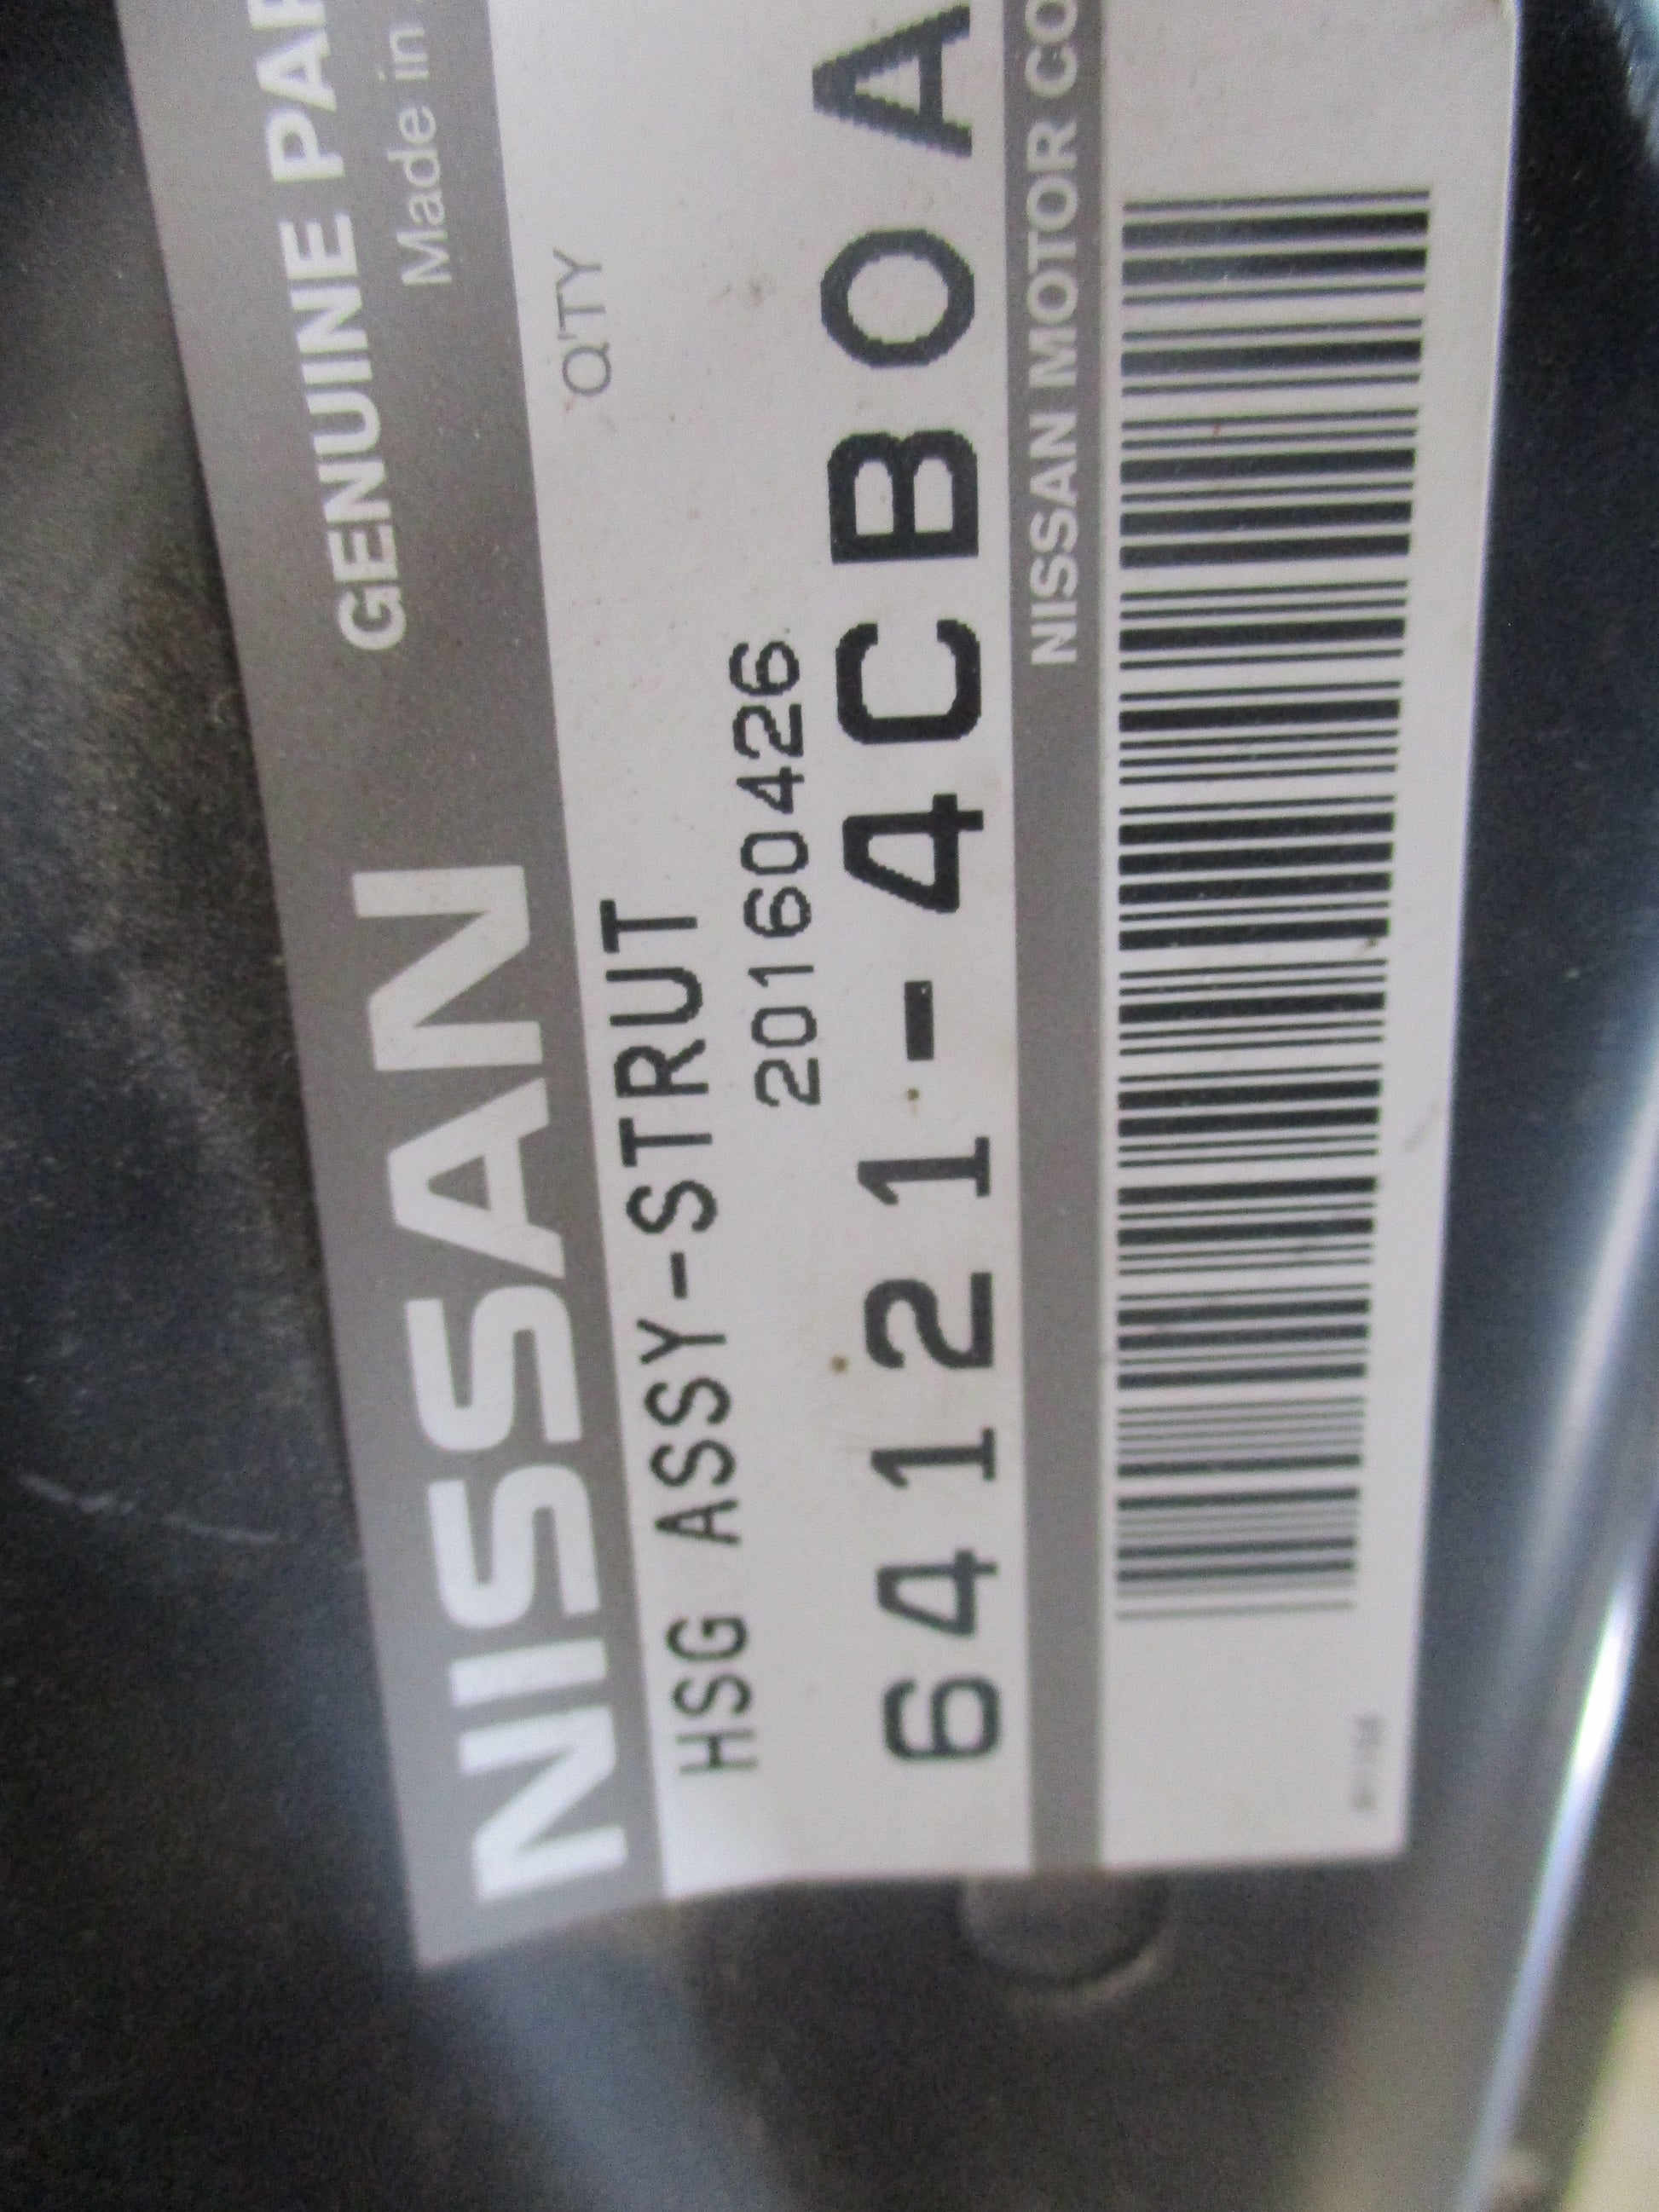 NISSAN GENUINE PAR
Made in
HSG ASSY-STRUT Q'TY
20160426
64121-4CB0A
NISSAN MOTOR CO